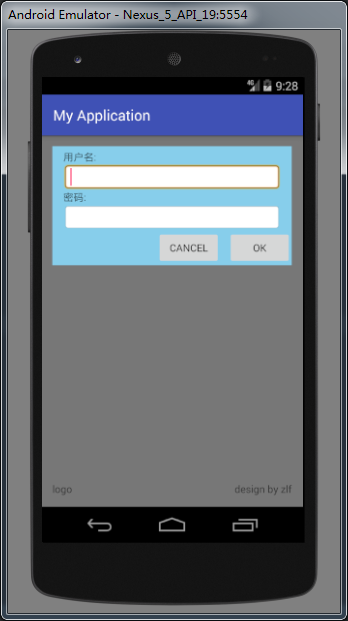 Android Emulator - Nexus_5_API_19:5554
4G 9:28
My Application
用户名:
密码:
CANCEL OK
logo design by zlf